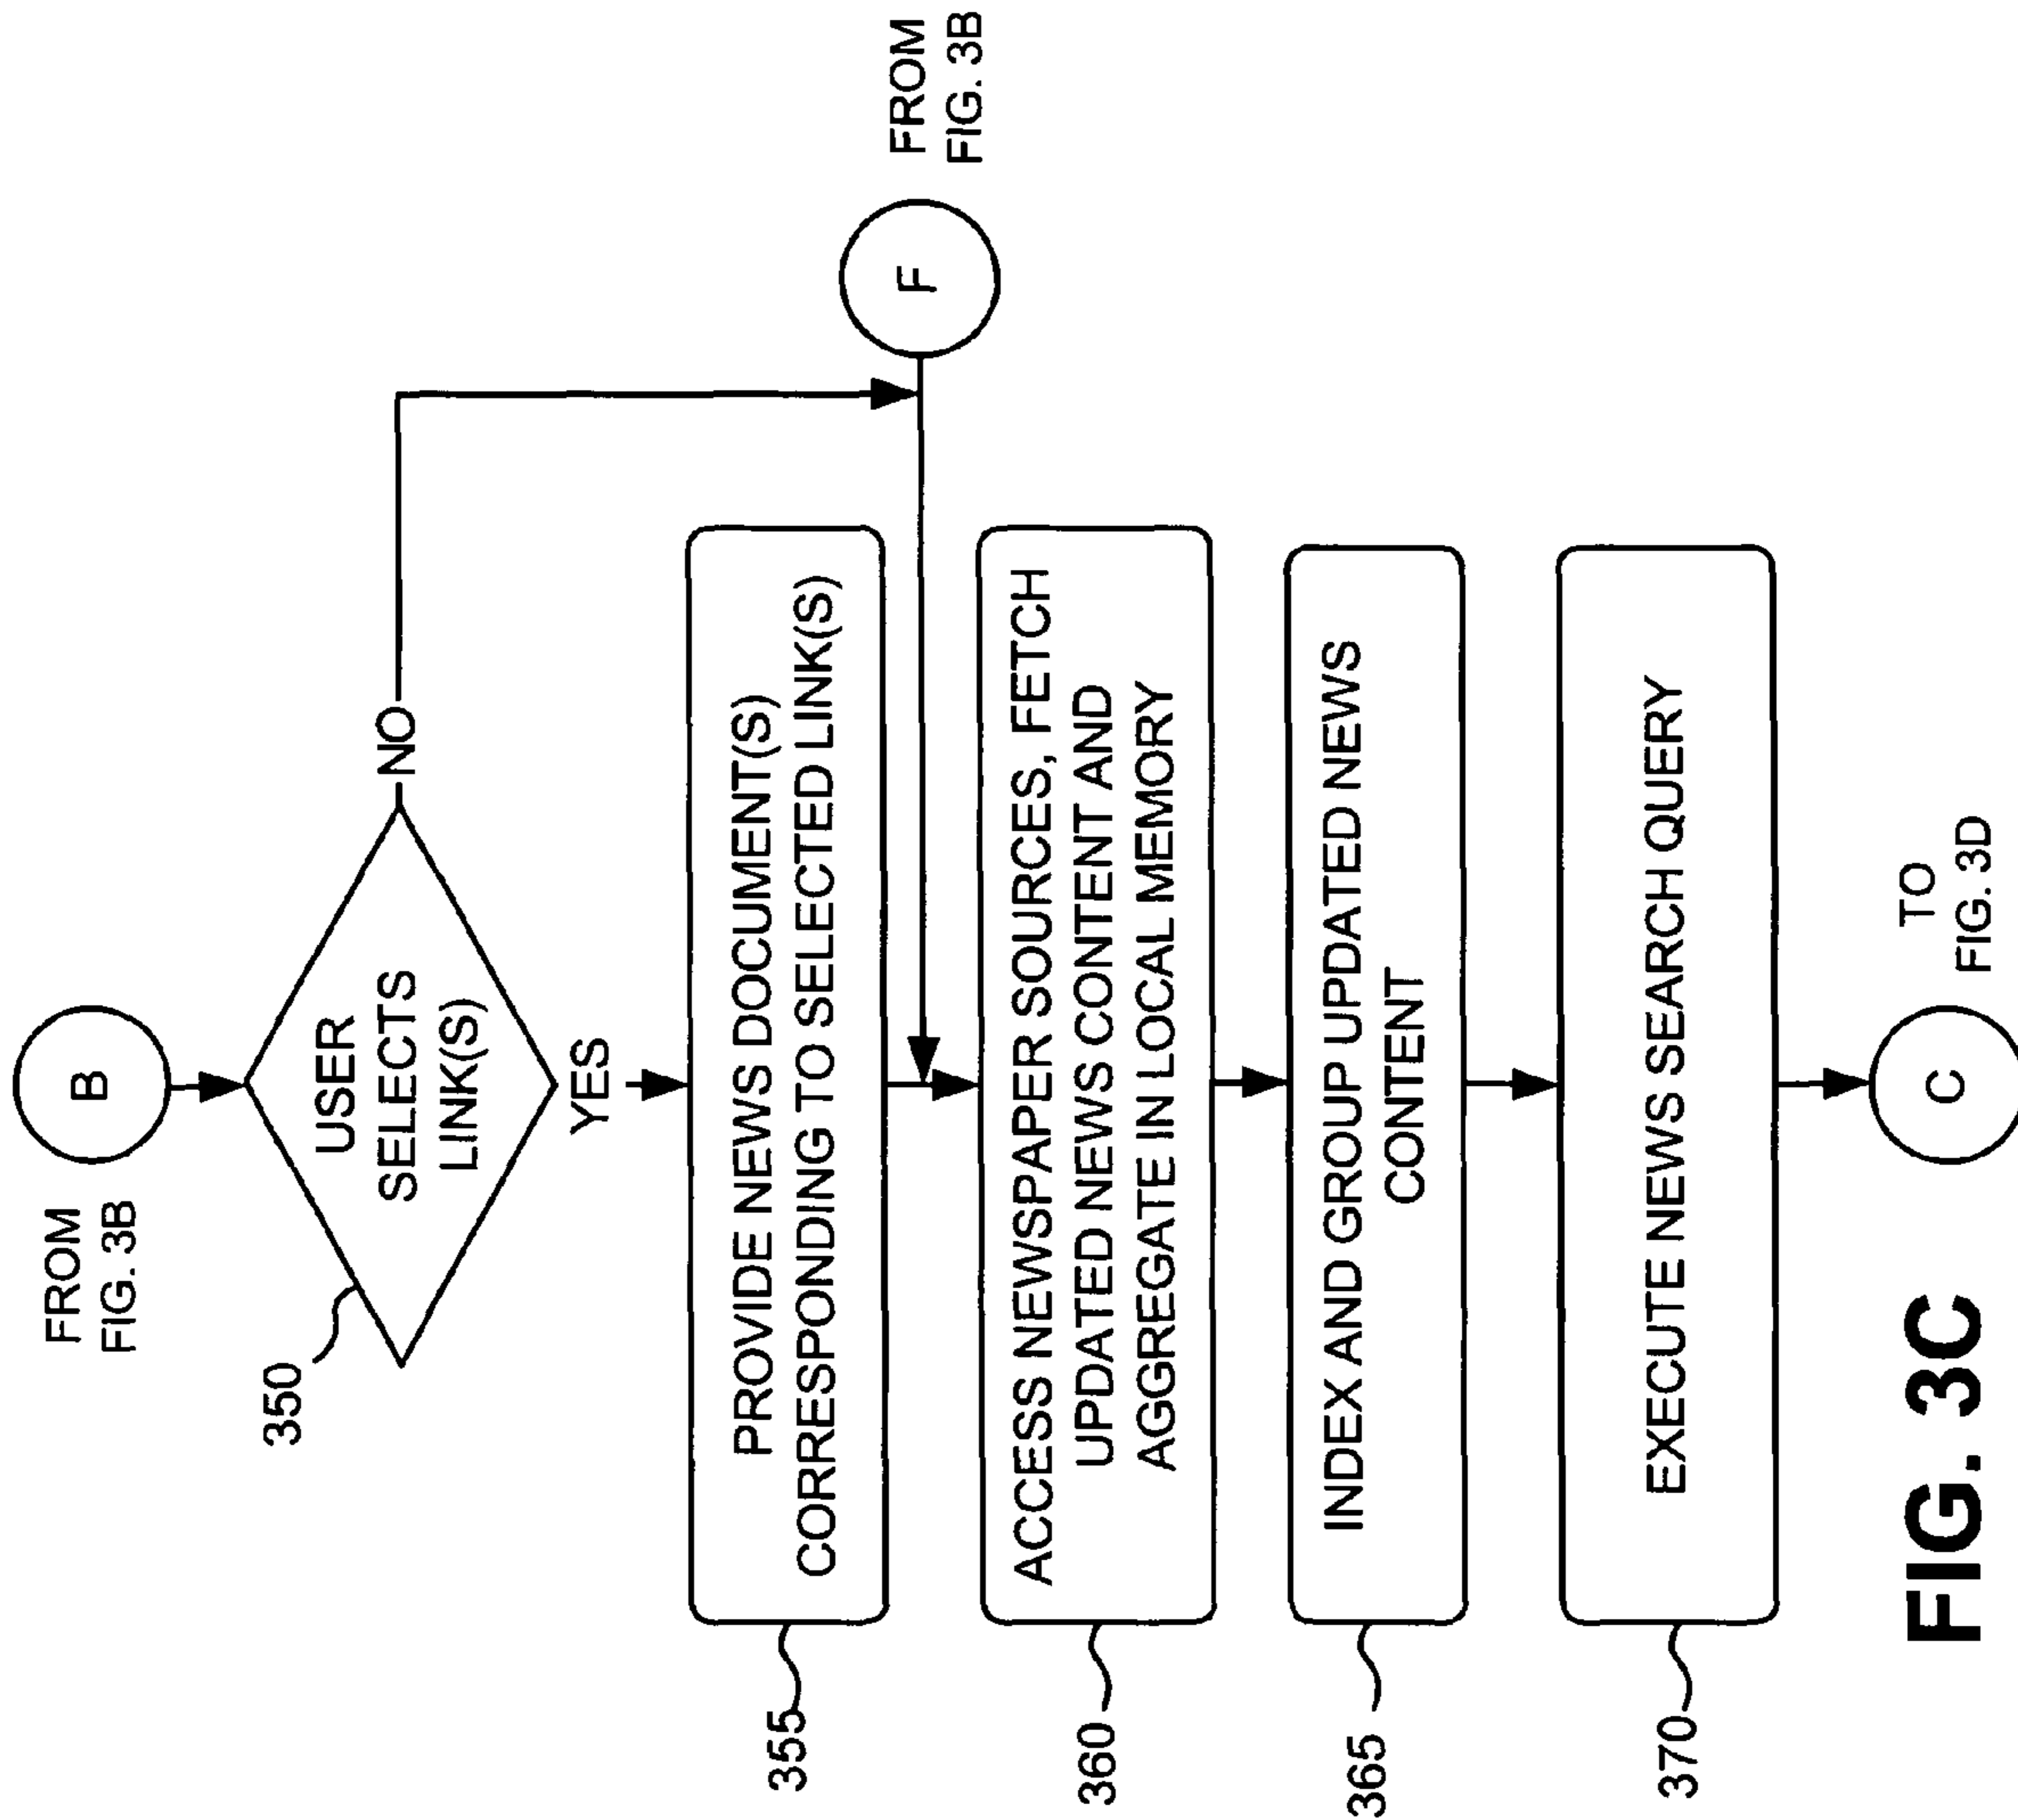 FROM
FIG. 3B
B
350
USER
SELECTS
LINK(S)
NO
YES
FROM
FIG. 3B
F
355
PROVIDE NEWS DOCUMENT(S)
CORRESPONDING TO SELECTED LINK(S)
360
ACCESS NEWSPAPER SOURCES, FETCH
UPDATED NEWS CONTENT AND
AGGREGATE IN LOCAL MEMORY
365
INDEX AND GROUP UPDATED NEWS
CONTENT
370
EXECUTE NEWS SEARCH QUERY
C
TO
FIG. 3D
FIG. 3C